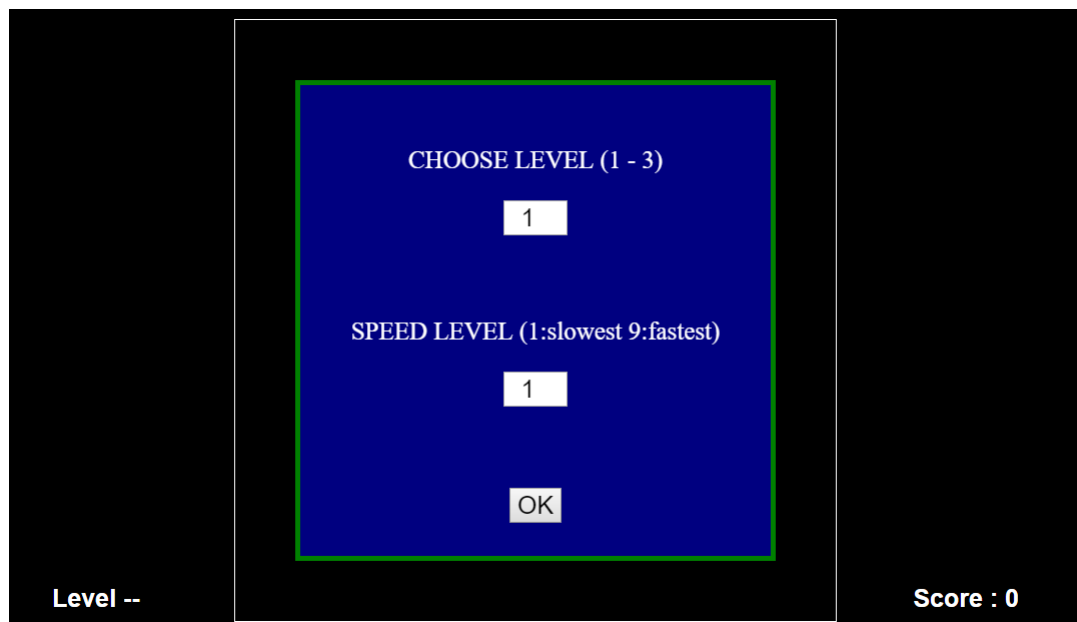 CHOOSE LEVEL (1 - 3)
1
SPEED LEVEL (1:slowest 9:fastest)
1
OK
Level --
Score : 0